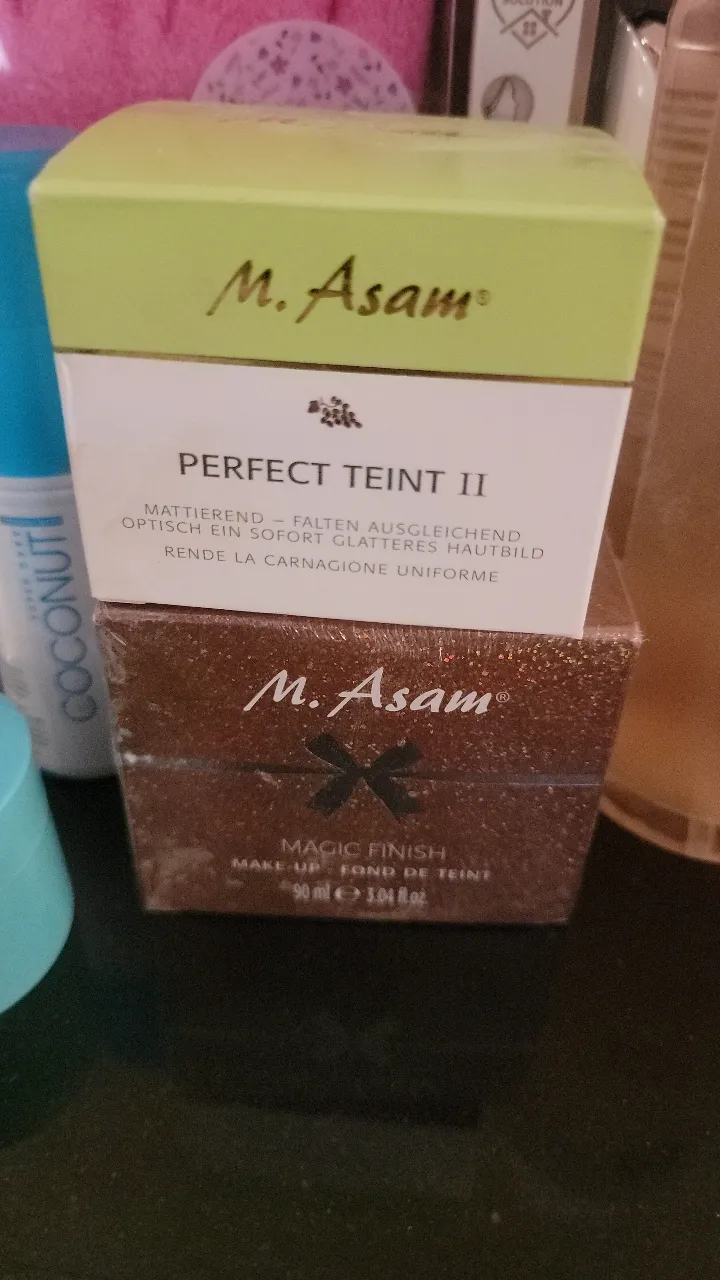 SOLUTION
M. Asam®
PERFECT TEINT II
MATTIEREND – FALTEN AUSGLEICHEND
OPTISCH EIN SOFORT GLATTERES HAUTBILD
RENDE LA CARNAGIONE UNIFORME
COCONUT
M. Asam®
MAGIC FINISH
MAKE-UP · FOND DE TEINT
90 ml ℮ 3.04 fl.oz.